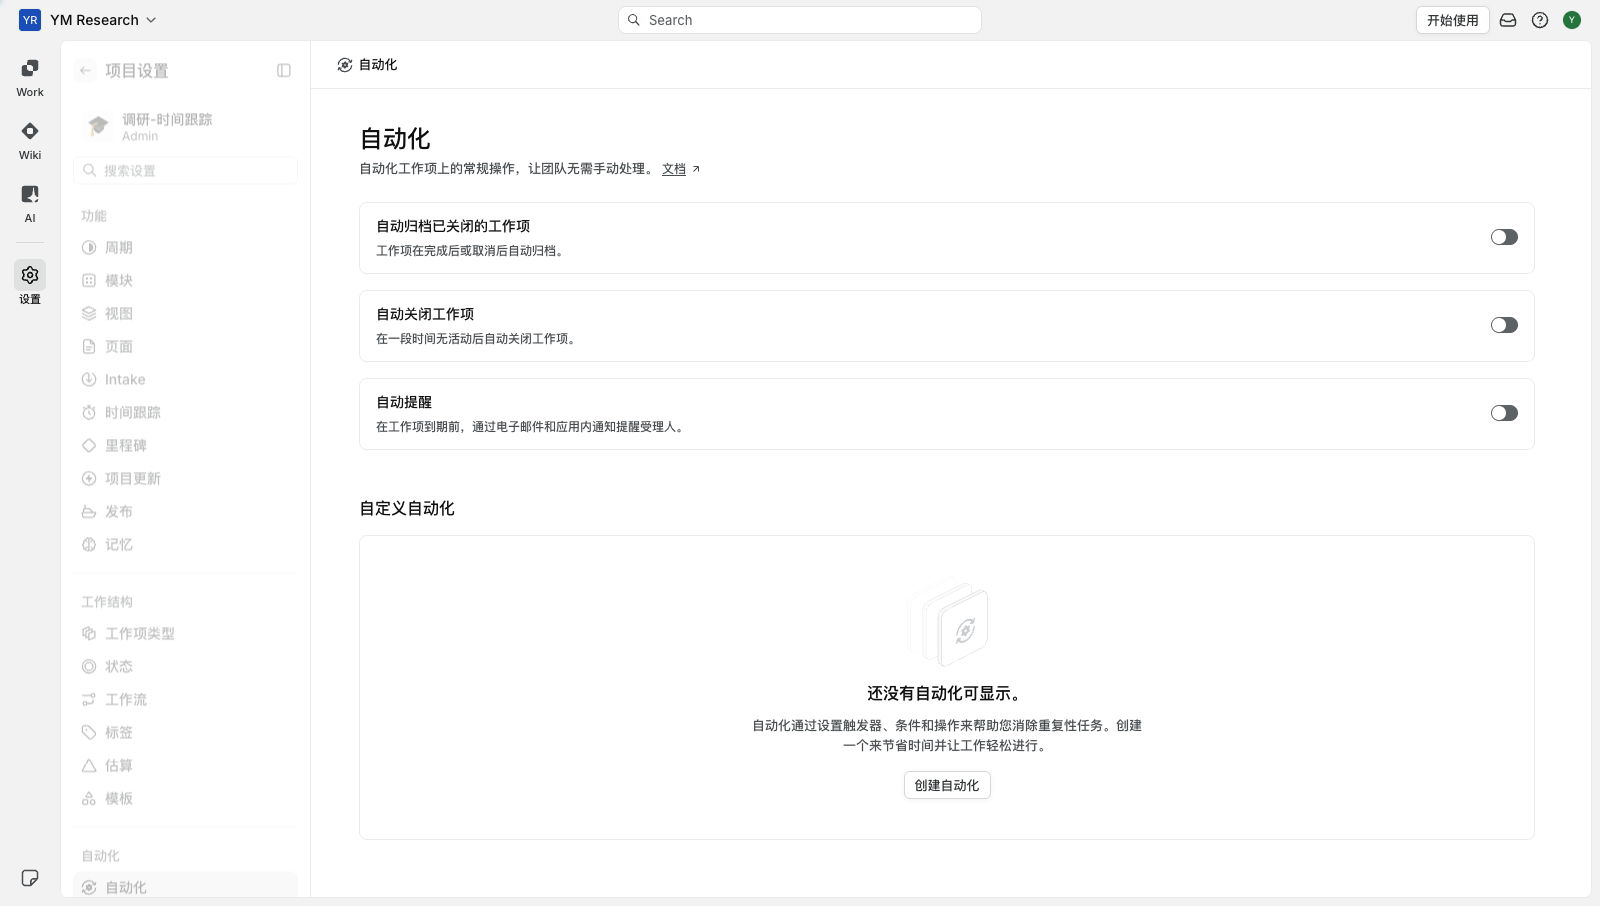 YR YM Research
Search
开始使用
Y
Work
Wiki
AI
设置
项目设置
调研-时间跟踪
Admin
搜索设置
功能
周期
模块
视图
页面
Intake
时间跟踪
里程碑
项目更新
发布
记忆
工作结构
工作项类型
状态
工作流
标签
估算
模板
自动化
自动化
自动化
自动化
自动化工作项上的常规操作，让团队无需手动处理。 文档
自动归档已关闭的工作项
工作项在完成后或取消后自动归档。
自动关闭工作项
在一段时间无活动后自动关闭工作项。
自动提醒
在工作项到期前，通过电子邮件和应用内通知提醒受理人。
自定义自动化
还没有自动化可显示。
自动化通过设置触发器、条件和操作来帮助您消除重复性任务。创建
一个来节省时间并让工作轻松进行。
创建自动化